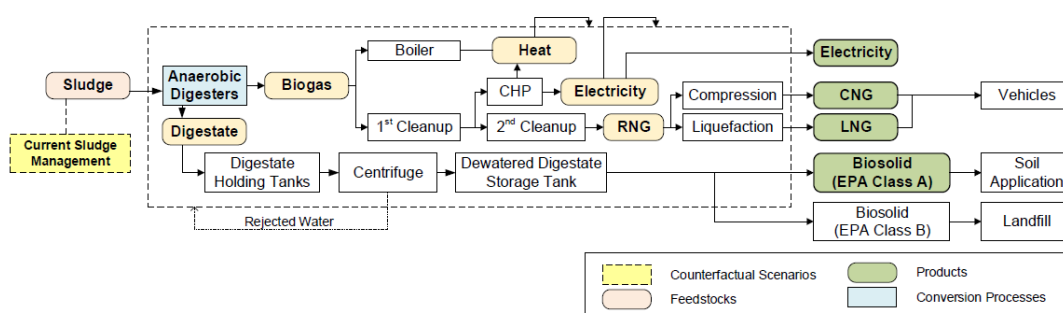 Boiler
Heat
Electricity
Sludge
Anaerobic
Digesters
Biogas
CHP
Electricity
Compression
CNG
Vehicles
Digestate
1st Cleanup
2nd Cleanup
RNG
Liquefaction
LNG
Current Sludge
Management
Digestate
Holding Tanks
Centrifuge
Dewatered Digestate
Storage Tank
Biosolid
(EPA Class A)
Soil
Application
Rejected Water
Biosolid
(EPA Class B)
Landfill
Counterfactual Scenarios
Products
Feedstocks
Conversion Processes